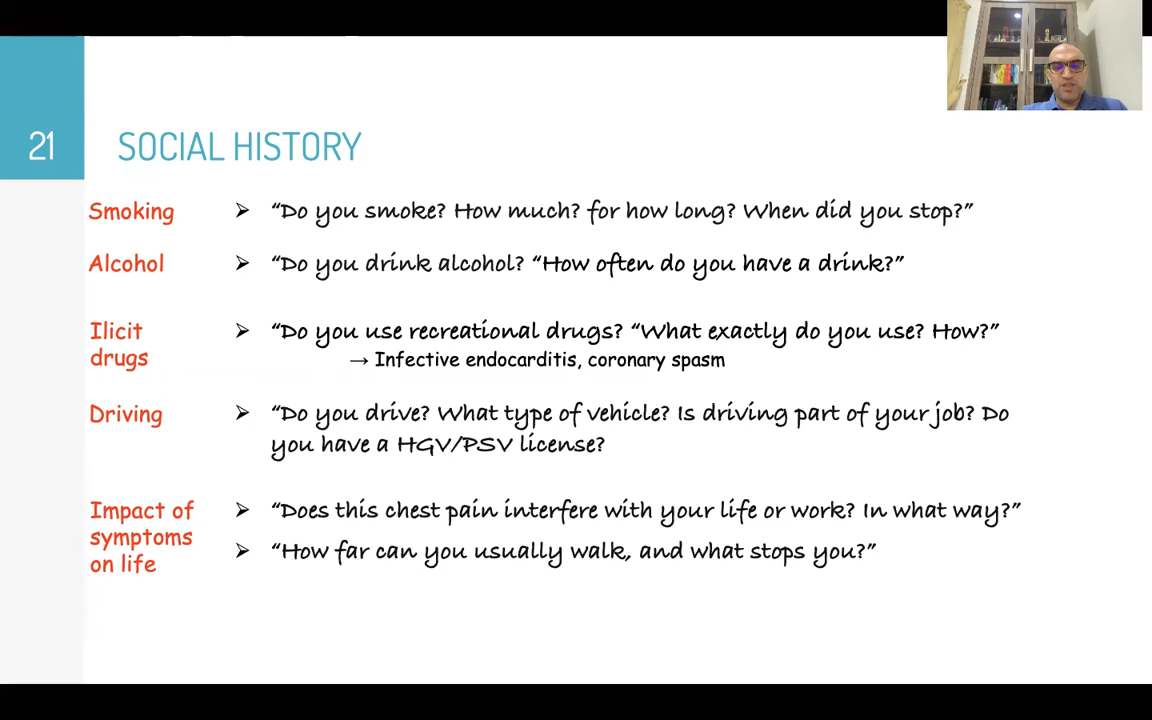 21
SOCIAL HISTORY
Smoking
➢ “Do you smoke? How much? for how long? When did you stop?”
Alcohol
➢ “Do you drink alcohol? “How often do you have a drink?”
Ilicit
drugs
➢ “Do you use recreational drugs? “What exactly do you use? How?”
→ Infective endocarditis, coronary spasm
Driving
➢ “Do you drive? What type of vehicle? Is driving part of your job? Do
you have a HGV/PSV license?
Impact of
symptoms
on life
➢ “Does this chest pain interfere with your life or work? In what way?”
➢ “How far can you usually walk, and what stops you?”